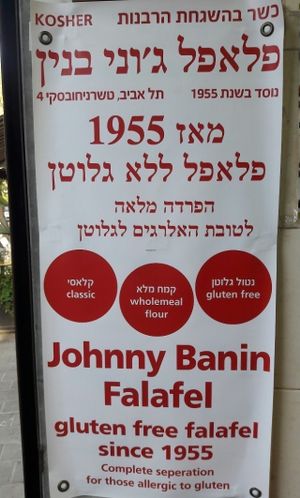 KOSHER כשר בהשגחת הרבנות
פלאפל ג'וני בנין
נוסד בשנת 1955 תל אביב, טשרניחובסקי 4
מאז 1955
פלאפל ללא גלוטן
הפרדה מלאה
לטובת האלרגים לגלוטן
קלאסי
classic
קמח מלא
wholemeal
flour
נטול גלוטן
gluten free
Johnny Banin
Falafel
gluten free falafel
since 1955
Complete seperation
for those allergic to gluten